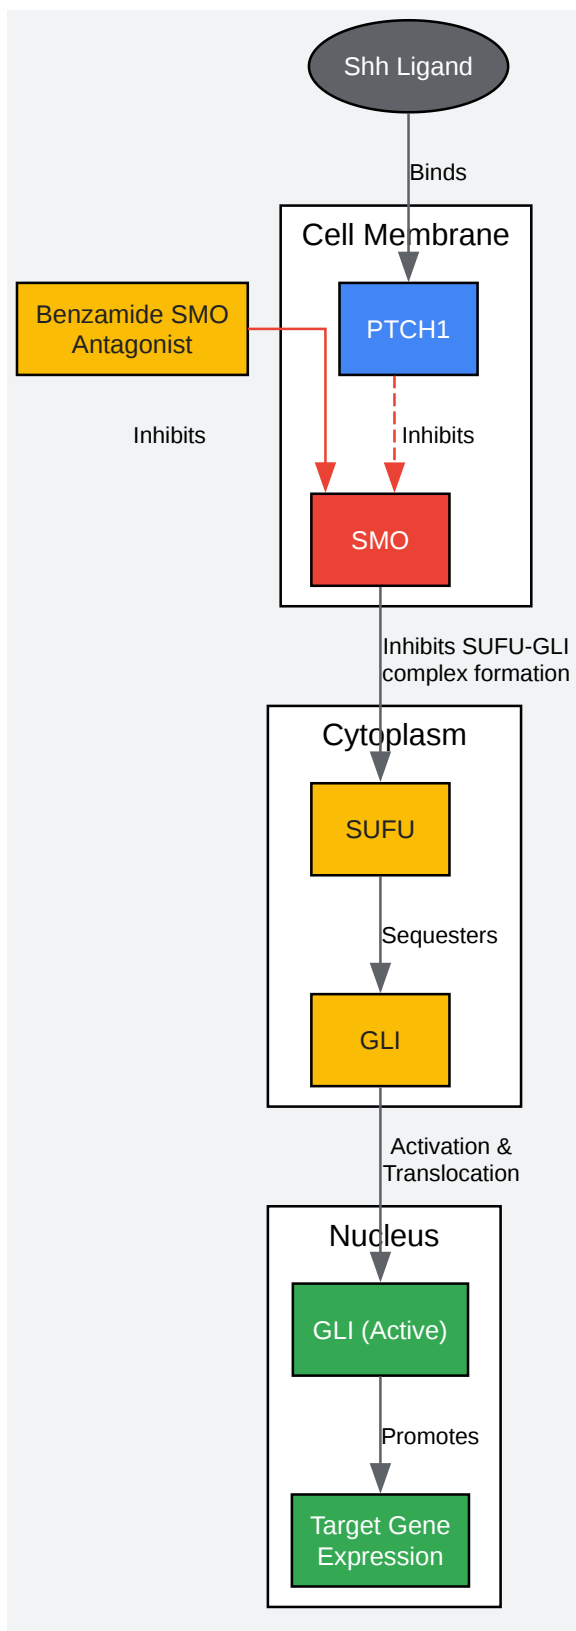 Shh Ligand
Binds
Cell Membrane
Benzamide SMO
Antagonist
PTCH1
Inhibits
Inhibits
SMO
Inhibits SUFU-GLI
complex formation
Cytoplasm
SUFU
Sequesters
GLI
Activation &
Translocation
Nucleus
GLI (Active)
Promotes
Target Gene
Expression